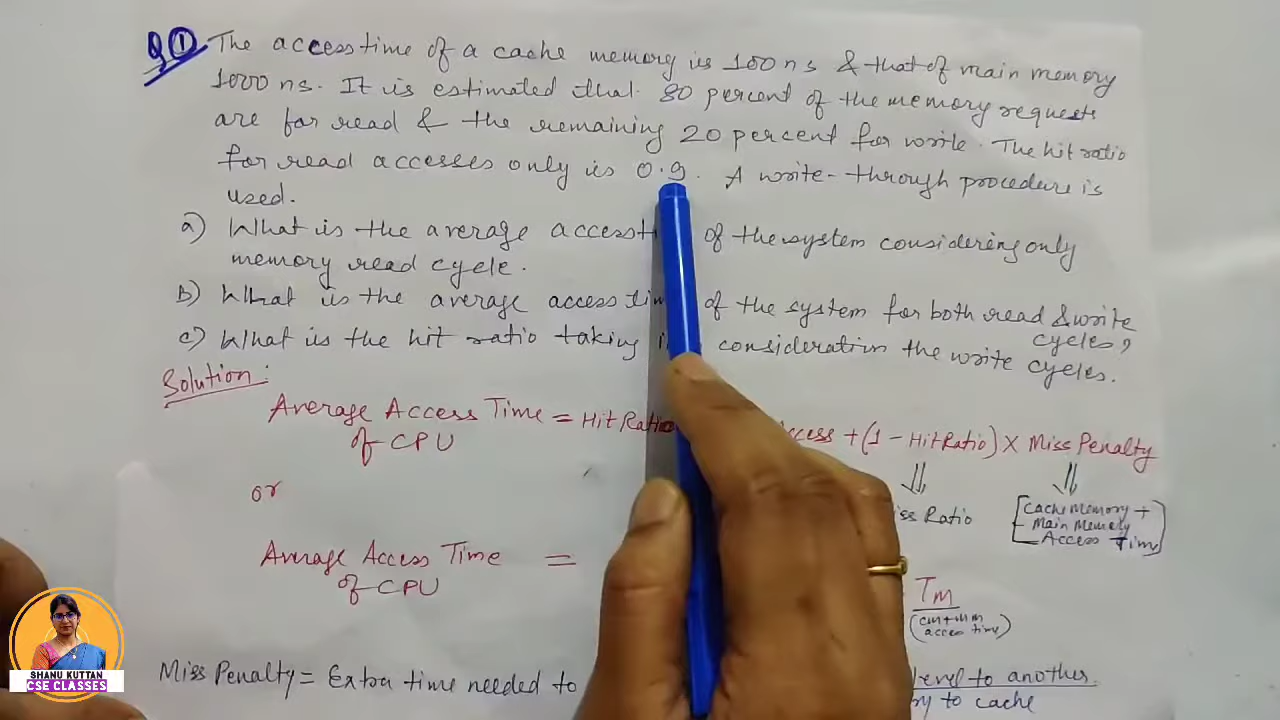 Q① The access time of a cache memory is 100 ns & that of main memory
1000 ns. It is estimated that 80 percent of the memory requests
are for read & the remaining 20 percent for write. The hit ratio
for read accesses only is 0.9. A write-through procedure is
used.
a) What is the average access of the system considering only
memory read cycle.
b) What is the average access of the system for both read & write
cycles,
c) What is the hit ratio taking consideration the write cycles.
Solution:
Average Access Time = Hit Ratio + (1 - Hit Ratio) X Miss Penalty
of CPU
Ratio
Cache Memory +
Main Memory
Access Time
or
Average Access Time =
of CPU
Tm
(cm + mm
access time)
Miss Penalty = Extra time needed to level to another.
to cache
SHANU KUTTAN
CSE CLASSES